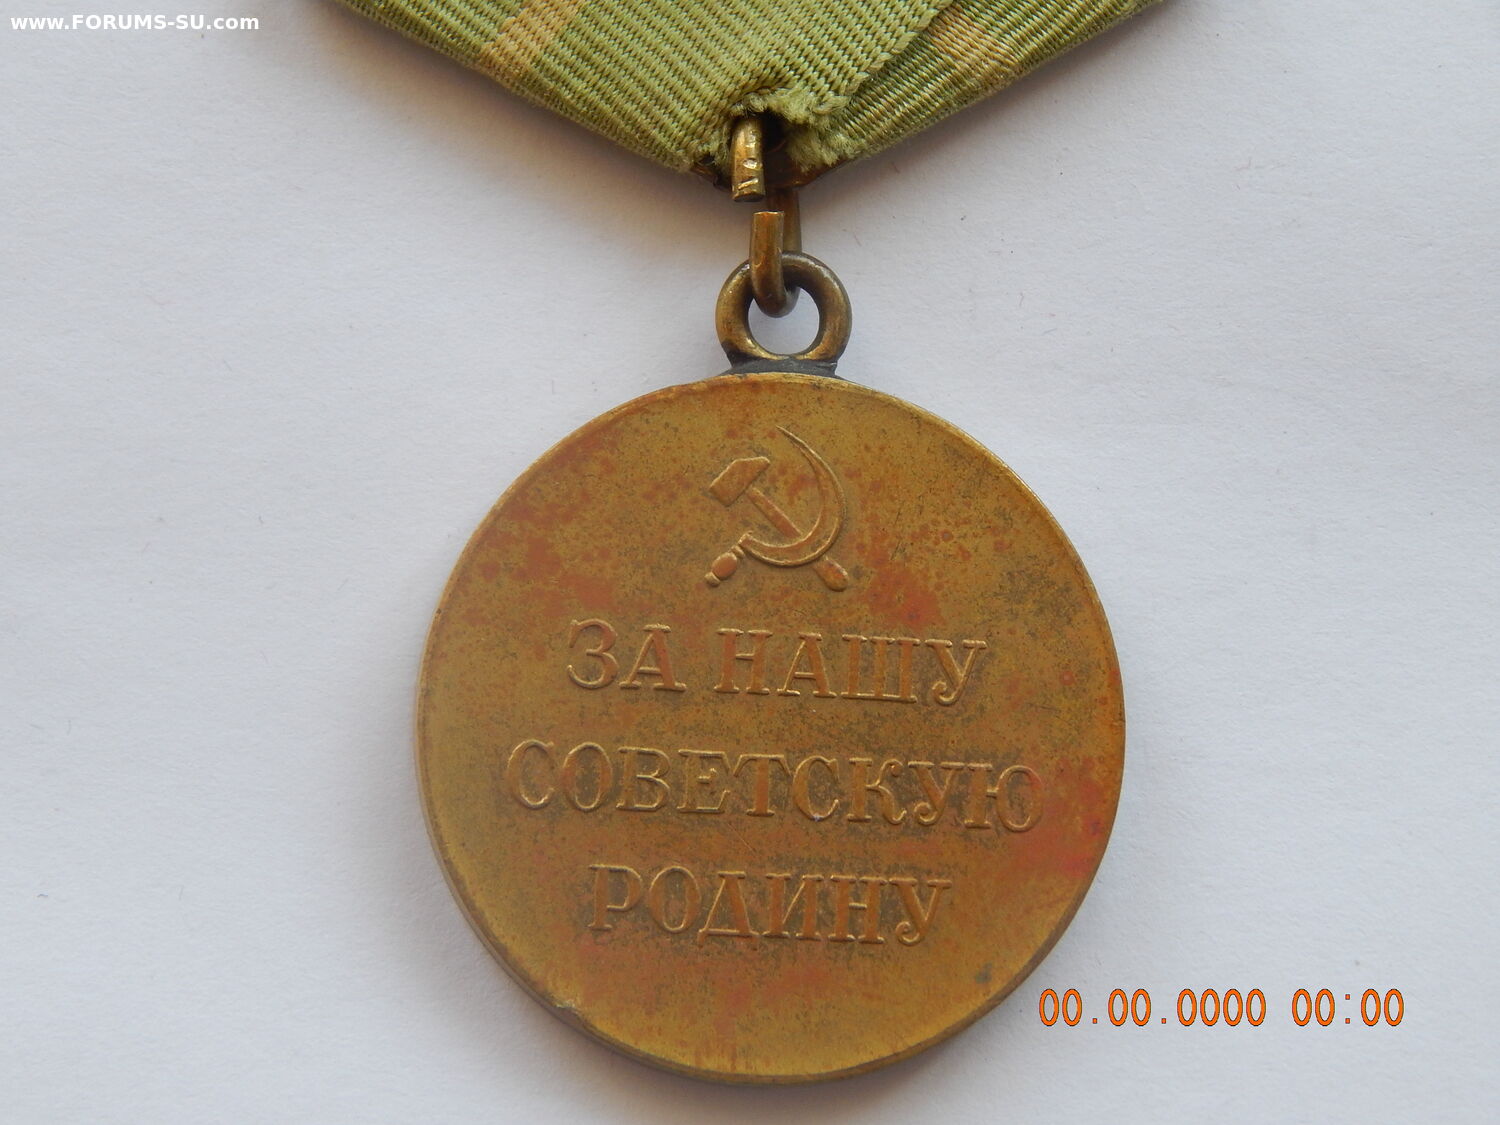 www.FORUMS-SU.com
ЗА НАШУ
СОВЕТСКУЮ
РОДИНУ
00.00.0000 00:00